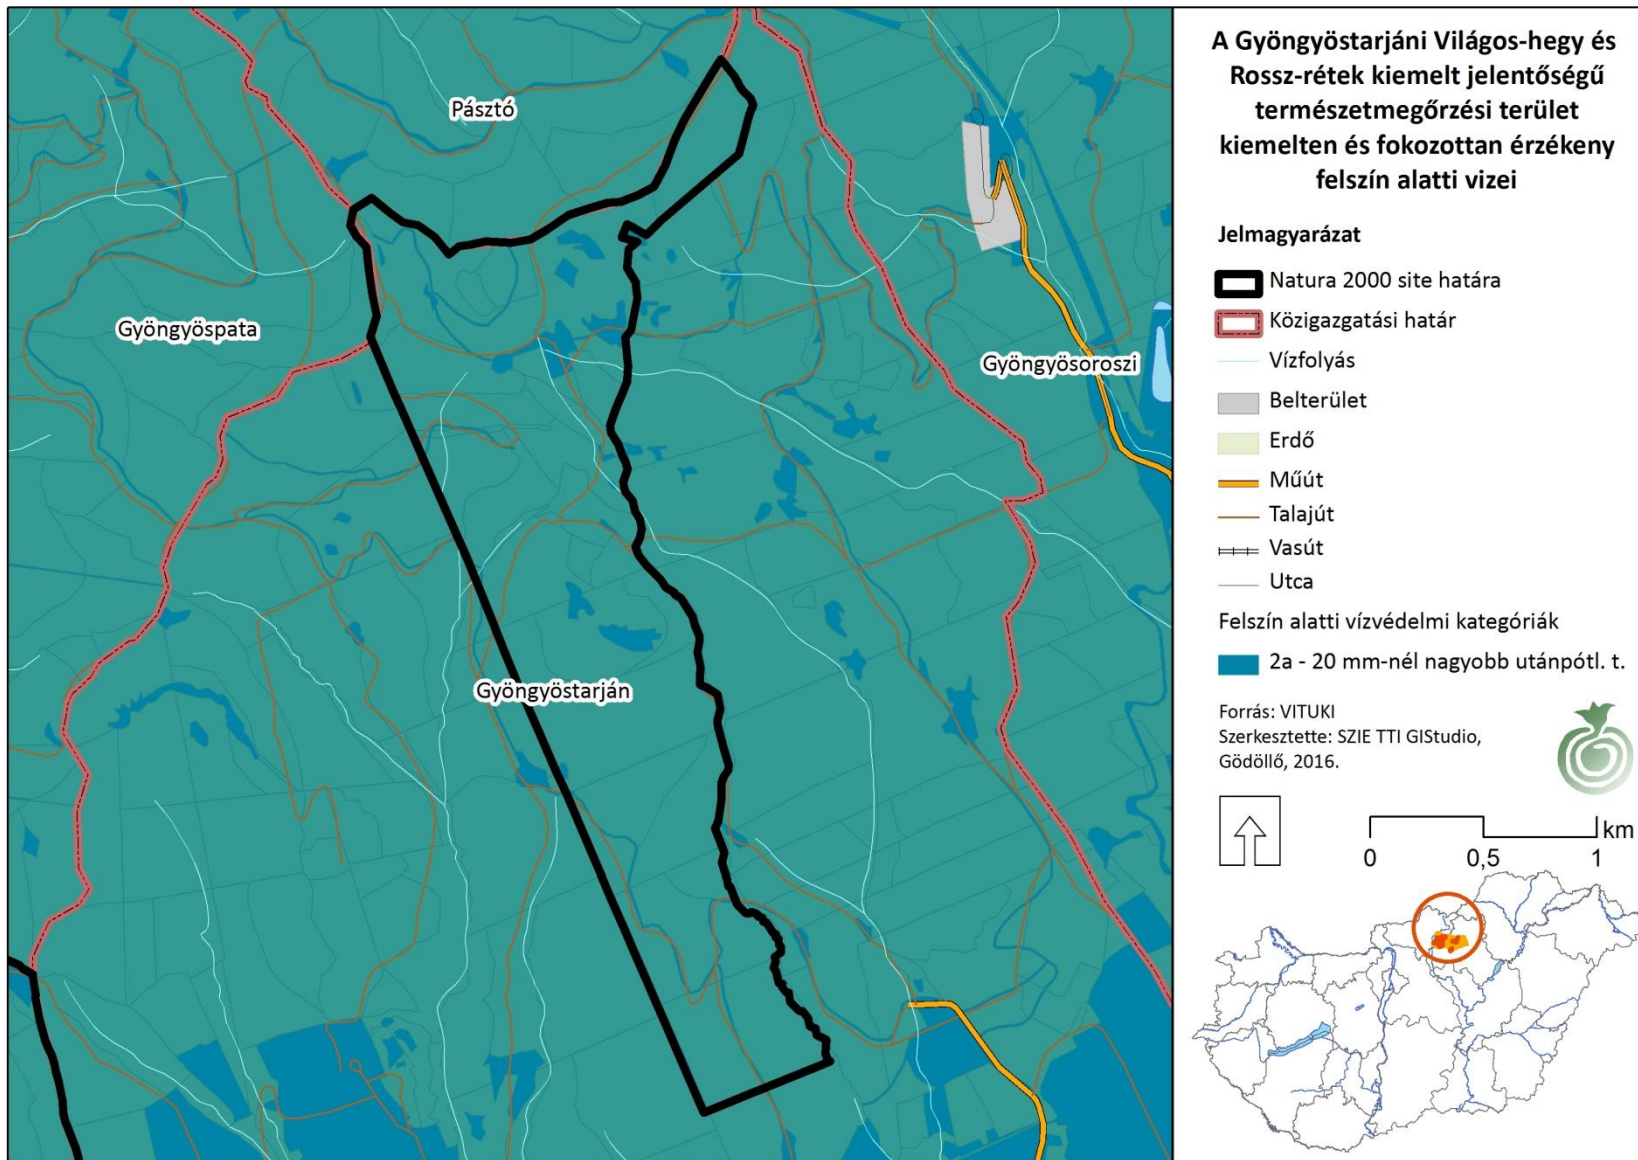 A Gyöngyöstarjáni Világos-hegy és
Rossz-rétek kiemelt jelentőségű
természetmegőrzési terület
kiemelten és fokozottan érzékeny
felszín alatti vizei
Jelmagyarázat
Natura 2000 site határa
Közigazgatási határ
Vízfolyás
Belterület
Erdő
Műút
Talajút
Vasút
Utca
Felszín alatti vízvédelmi kategóriák
2a - 20 mm-nél nagyobb utánpótl. t.
Forrás: VITUKI
Szerkesztette: SZIE TTI GIStudio,
Gödöllő, 2016.
km
0 0,5 1
Pásztó
Gyöngyöspata
Gyöngyösoroszi
Gyöngyöstarján